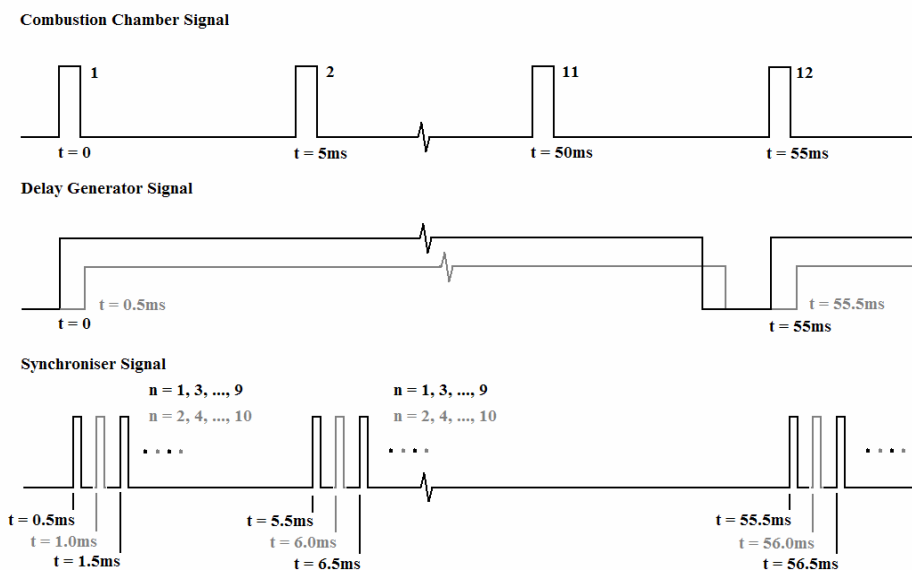 Combustion Chamber Signal
1
2
11
12
t = 0
t = 5ms
t = 50ms
t = 55ms
Delay Generator Signal
t = 0.5ms
t = 55.5ms
t = 0
t = 55ms
Synchroniser Signal
n = 1, 3, ..., 9
n = 1, 3, ..., 9
n = 2, 4, ..., 10
n = 2, 4, ..., 10
t = 0.5ms
t = 5.5ms
t = 55.5ms
t = 1.0ms
t = 6.0ms
t = 56.0ms
t = 1.5ms
t = 6.5ms
t = 56.5ms